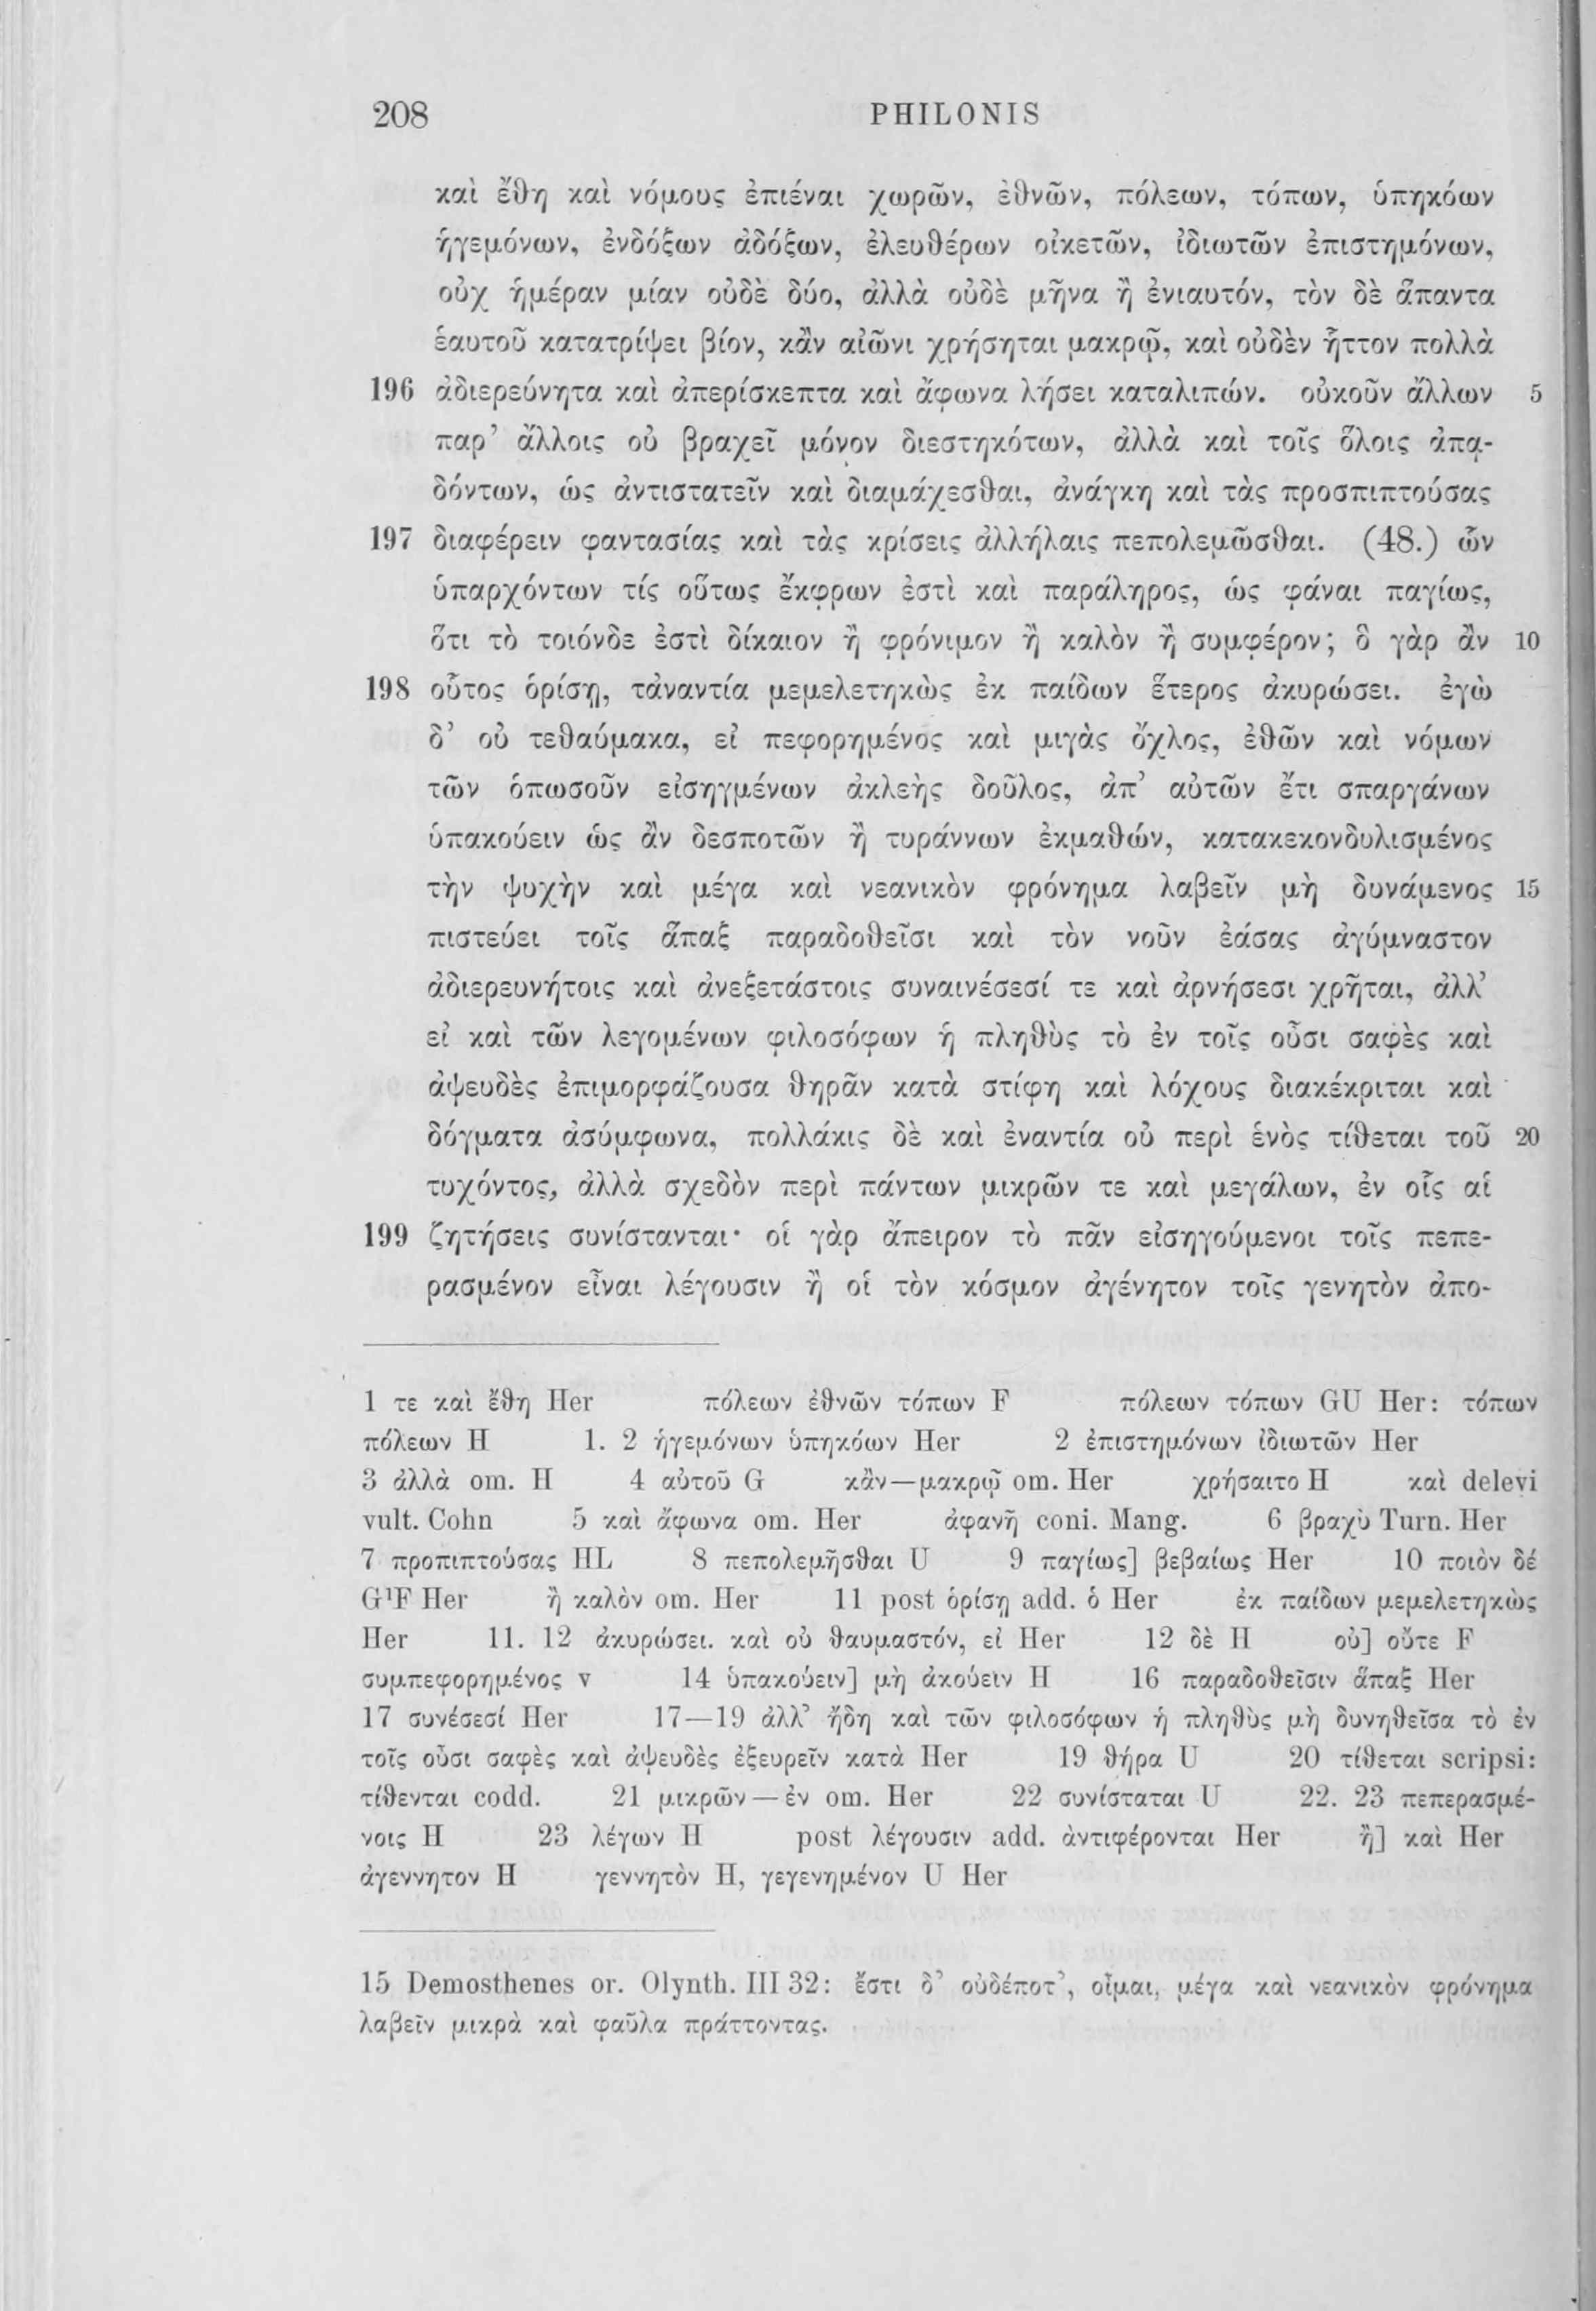 208 PHILONIS
καὶ ἔθη καὶ νόμους ἐπιέναι χωρῶν, ἐθνῶν, πόλεων, τόπων, ὑπηκόων
ἡγεμόνων, ἐνδόξων ἀδόξων, ἐλευθέρων οἰκετῶν, ἰδιωτῶν ἐπιστημόνων,
οὐχ ἡμέραν μίαν οὐδὲ δύο, ἀλλὰ οὐδὲ μῆνα ἢ ἐνιαυτόν, τὸν δὲ ἅπαντα
ἑαυτοῦ κατατρίψει βίον, κἂν αἰῶνι χρήσηται μακρῷ, καὶ οὐδὲν ἧττον πολλὰ
196 ἀδιερεύνητα καὶ ἀπερίσκεπτα καὶ ἄφωνα λήσει καταλιπών. οὐκοῦν ἄλλων 5
παρ’ ἄλλοις οὐ βραχεῖ μόνον διεστηκότων, ἀλλὰ καὶ τοῖς ὅλοις ἀπᾳ-
δόντων, ὡς ἀντιστατεῖν καὶ διαμάχεσθαι, ἀνάγκη καὶ τὰς προσπιπτούσας
197 διαφέρειν φαντασίας καὶ τὰς κρίσεις ἀλλήλαις πεπολεμῶσθαι. (48.) ὧν
ὑπαρχόντων τίς οὕτως ἔκφρων ἐστὶ καὶ παράληρος, ὡς φάναι παγίως,
ὅτι τὸ τοιόνδε ἐστὶ δίκαιον ἢ φρόνιμον ἢ καλὸν ἢ συμφέρον; ὃ γὰρ ἂν 10
198 οὗτος ὁρίσῃ, τἀναντία μεμελετηκὼς ἐκ παίδων ἕτερος ἀκυρώσει. ἐγὼ
δ’ οὐ τεθαύμακα, εἰ πεφορημένος καὶ μιγὰς ὄχλος, ἐθῶν καὶ νόμων
τῶν ὁπωσοῦν εἰσηγμένων ἀκλεὴς δοῦλος, ἀπ’ αὐτῶν ἔτι σπαργάνων
ὑπακούειν ὡς ἂν δεσποτῶν ἢ τυράννων ἐκμαθών, κατακεκονδυλισμένος
τὴν ψυχὴν καὶ μέγα καὶ νεανικὸν φρόνημα λαβεῖν μὴ δυνάμενος 15
πιστεύει τοῖς ἅπαξ παραδοθεῖσι καὶ τὸν νοῦν ἐάσας ἀγύμναστον
ἀδιερευνήτοις καὶ ἀνεξετάστοις συναινέσεσί τε καὶ ἀρνήσεσι χρῆται, ἀλλ’
εἰ καὶ τῶν λεγομένων φιλοσόφων ἡ πληθὺς τὸ ἐν τοῖς οὖσι σαφὲς καὶ
ἀψευδὲς ἐπιμορφάζουσα θηρᾶν κατὰ στίφη καὶ λόχους διακέκριται καὶ
δόγματα ἀσύμφωνα, πολλάκις δὲ καὶ ἐναντία οὐ περὶ ἑνὸς τίθεται τοῦ 20
τυχόντος, ἀλλὰ σχεδὸν περὶ πάντων μικρῶν τε καὶ μεγάλων, ἐν οἷς αἱ
199 ζητήσεις συνίστανται· οἱ γὰρ ἄπειρον τὸ πᾶν εἰσηγούμενοι τοῖς πεπε-
ρασμένον εἶναι λέγουσιν ἢ οἱ τὸν κόσμον ἀγένητον τοῖς γενητὸν ἀπο-
1 τε καὶ ἔθη Her πόλεων ἐθνῶν τόπων F πόλεων τόπων GU Her: τόπων
πόλεων H 1. 2 ἡγεμόνων ὑπηκόων Her 2 ἐπιστημόνων ἰδιωτῶν Her
3 ἀλλὰ om. H 4 αὐτοῦ G κἂν—μακρῷ om. Her χρήσαιτο H καὶ deleri
vult. Cohn 5 καὶ ἄφωνα om. Her ἀφανῆ coni. Mang. 6 βραχὺ Turn. Her
7 προπιπτούσας HL 8 πεπολεμῆσθαι U 9 παγίως] βεβαίως Her 10 ποιὸν δέ
G¹F Her ἢ καλὸν om. Her 11 post ὁρίσῃ add. ὁ Her ἐκ παίδων μεμελετηκὼς
Her 11. 12 ἀκυρώσει. καὶ οὐ θαυμαστόν, εἰ Her 12 δὲ H οὐ] οὔτε F
συμπεφορημένος v 14 ὑπακούειν] μὴ ἀκούειν H 16 παραδοθεῖσιν ἅπαξ Her
17 συνέσεσί Her 17—19 ἀλλ’ ἤδη καὶ τῶν φιλοσόφων ἡ πληθὺς μὴ δυνηθεῖσα τὸ ἐν
τοῖς οὖσι σαφὲς καὶ ἀψευδὲς ἐξευρεῖν κατὰ Her 19 θήρα U 20 τίθεται scripsi:
τίθενται codd. 21 μικρῶν—ἐν om. Her 22 συνίσταται U 22. 23 πεπερασμέ-
νοις H 23 λέγων H post λέγουσιν add. ἀντιφέρονται Her ἢ] καὶ Her
ἀγεννητον H γεννητὸν H, γεγενημένον U Her
15 Demosthenes or. Olynth. III 32: ἔστι δ’ οὐδέποτ’, οἶμαι, μέγα καὶ νεανικὸν φρόνημα
λαβεῖν μικρὰ καὶ φαῦλα πράττοντας.